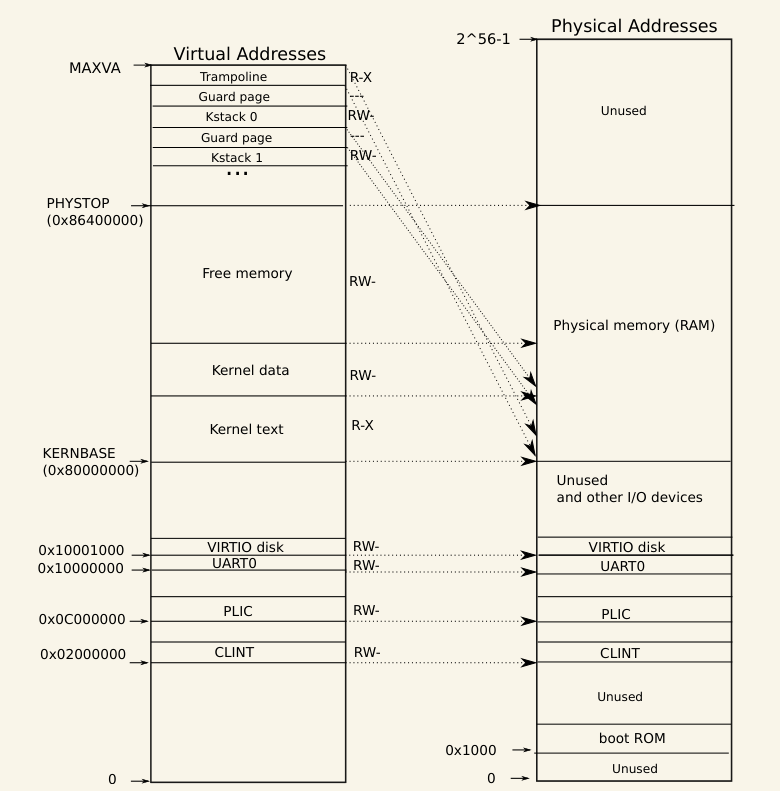 Physical Addresses
2^56-1
Virtual Addresses
MAXVA
Trampoline
R-X
Guard page
---
Kstack 0
RW-
Unused
Guard page
---
Kstack 1
RW-
...
PHYSTOP
(0x86400000)
Free memory
RW-
Physical memory (RAM)
Kernel data
RW-
Kernel text
R-X
KERNBASE
(0x80000000)
Unused
and other I/O devices
0x10001000
VIRTIO disk
RW-
VIRTIO disk
0x10000000
UART0
RW-
UART0
0x0C000000
PLIC
RW-
PLIC
0x02000000
CLINT
RW-
CLINT
Unused
boot ROM
0x1000
0
0
Unused